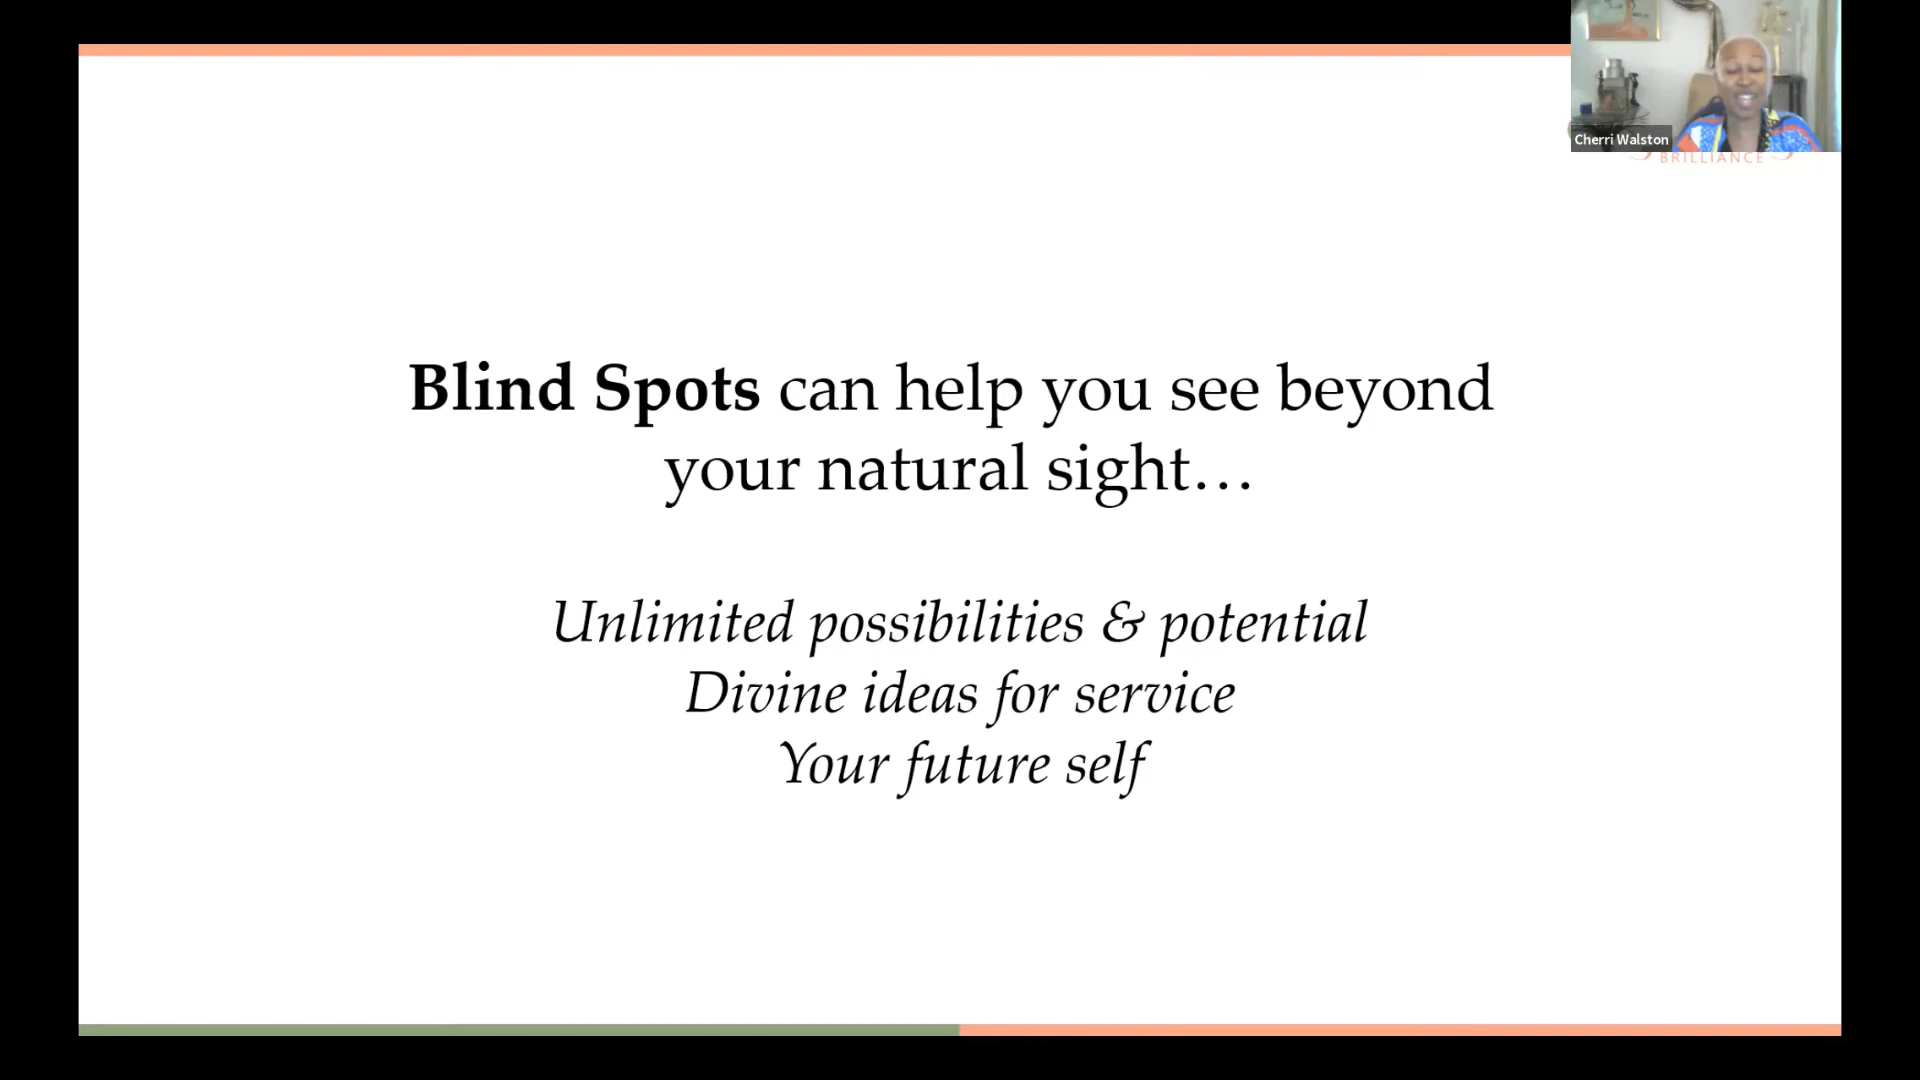 Cherri Walston
BRILLIANCE
Blind Spots can help you see beyond
your natural sight…
Unlimited possibilities & potential
Divine ideas for service
Your future self